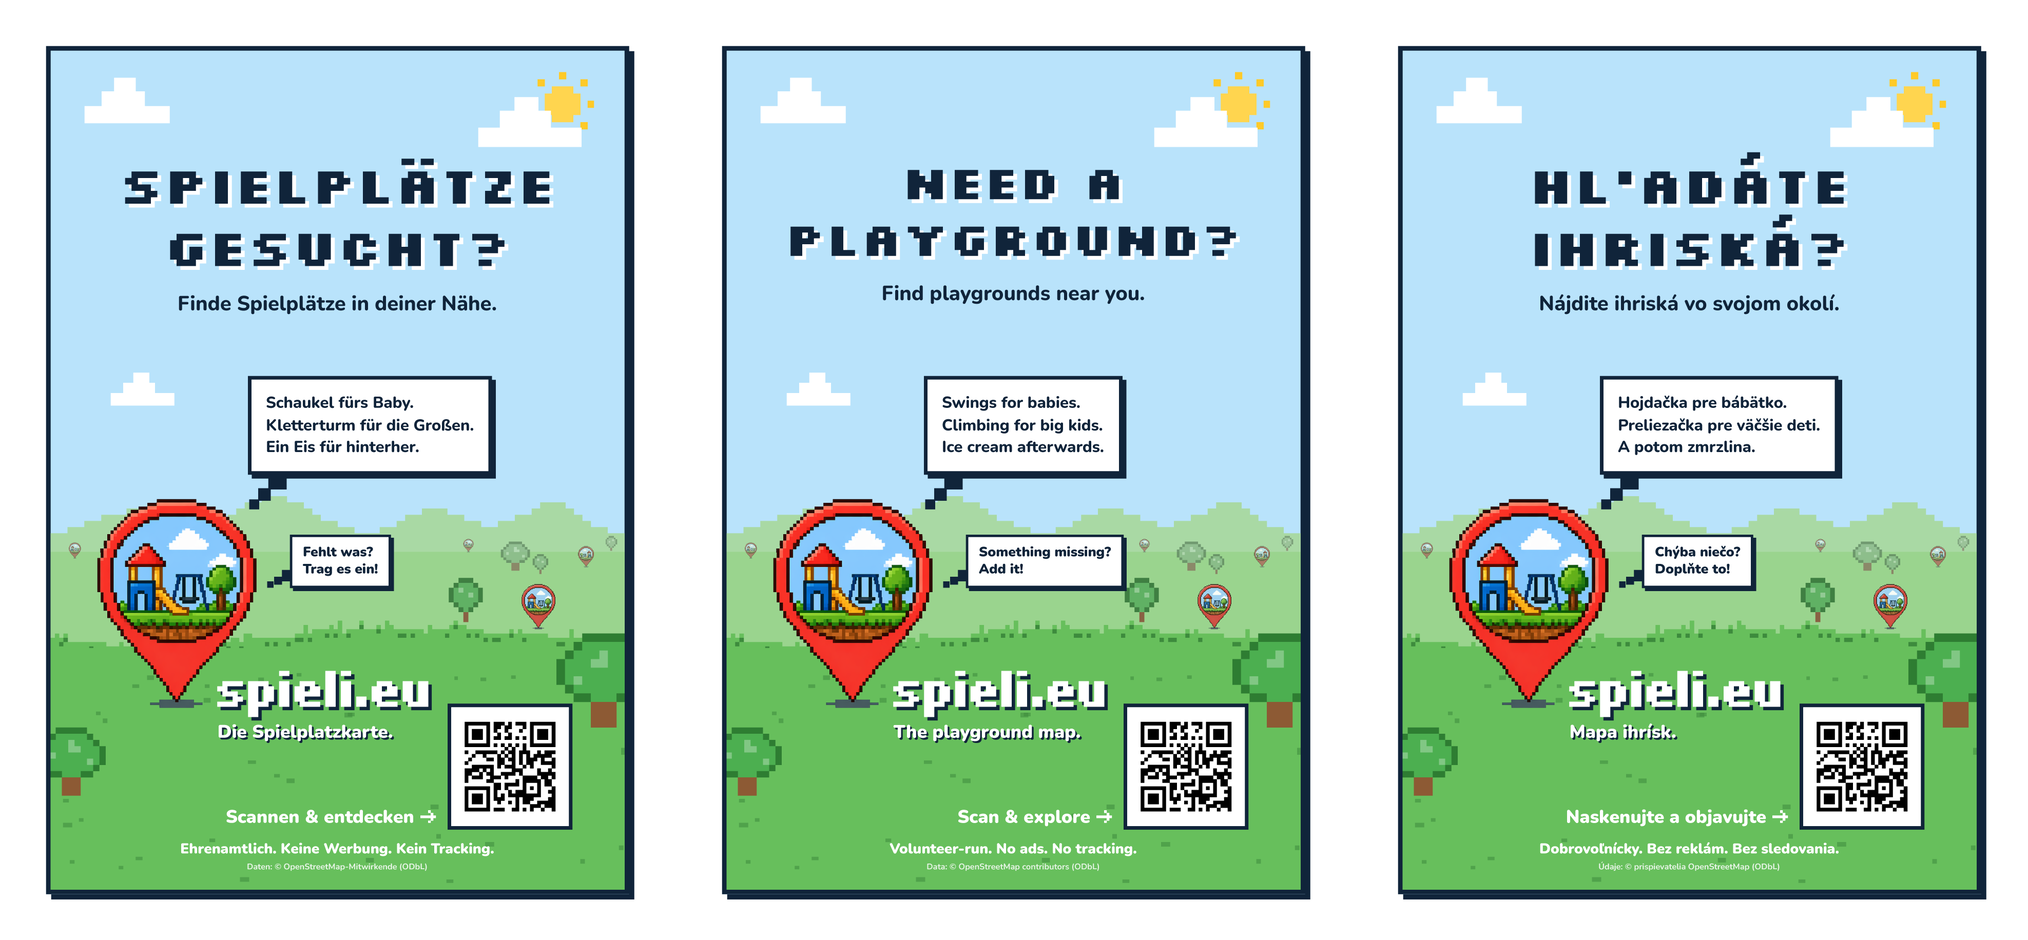 SPIELPLÄTZE
GESUCHT?
Finde Spielplätze in deiner Nähe.
Schaukel fürs Baby.
Kletterturm für die Großen.
Ein Eis für hinterher.
Fehlt was?
Trag es ein!
spieli.eu
Die Spielplatzkarte.
Scannen & entdecken →
Ehrenamtlich. Keine Werbung. Kein Tracking.
Daten: © OpenStreetMap-Mitwirkende (ODbL)
NEED A
PLAYGROUND?
Find playgrounds near you.
Swings for babies.
Climbing for big kids.
Ice cream afterwards.
Something missing?
Add it!
spieli.eu
The playground map.
Scan & explore →
Volunteer-run. No ads. No tracking.
Data: © OpenStreetMap contributors (ODbL)
HĽADÁTE
IHRISKÁ?
Nájdite ihriská vo svojom okolí.
Hojdačka pre bábätko.
Preliezačka pre väčšie deti.
A potom zmrzlina.
Chýba niečo?
Doplňte to!
spieli.eu
Mapa ihrísk.
Naskenujte a objavujte →
Dobrovoľnícky. Bez reklám. Bez sledovania.
Údaje: © prispievatelia OpenStreetMap (ODbL)